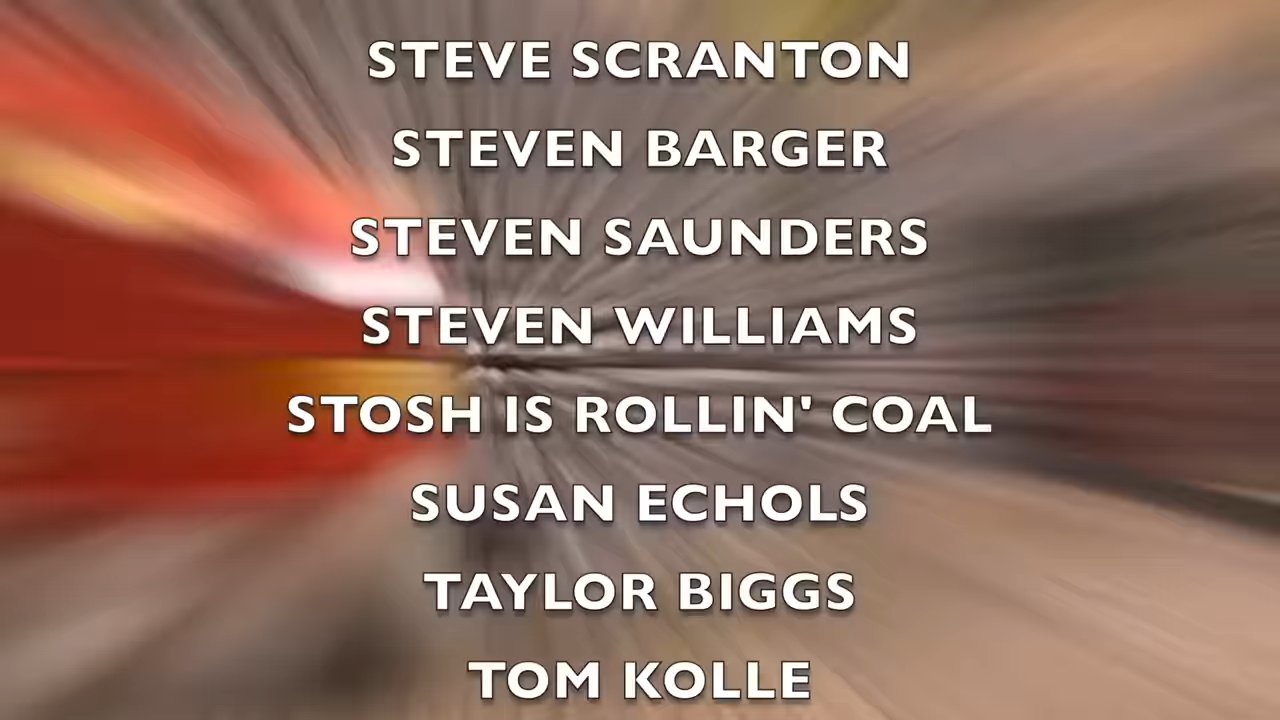 STEVE SCRANTON
STEVEN BARGER
STEVEN SAUNDERS
STEVEN WILLIAMS
STOSH IS ROLLIN' COAL
SUSAN ECHOLS
TAYLOR BIGGS
TOM KOLLE